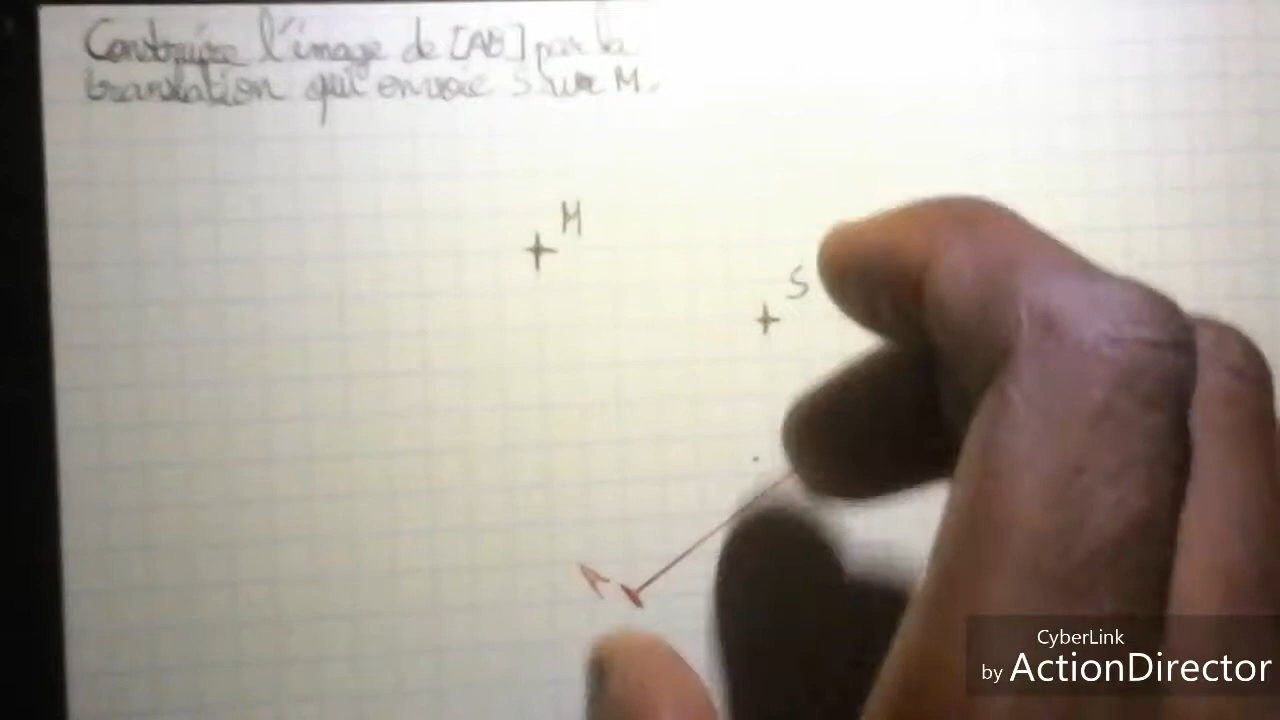 Construire l'image de [AB] par la
translation qui envoie S sur M.
M
S
A
CyberLink
by ActionDirector